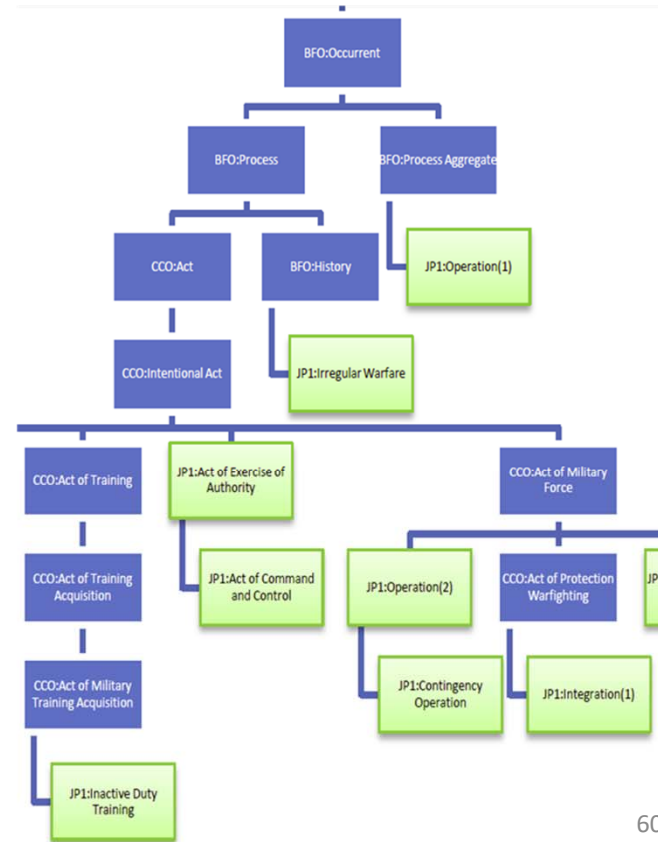 BFO:Occurrent
BFO:Process
BFO:Process Aggregate
CCO:Act
BFO:History
JP1:Operation(1)
CCO:Intentional Act
JP1:Irregular Warfare
CCO:Act of Training
JP1:Act of Exercise of
Authority
CCO:Act of Military
Force
CCO:Act of Training
Acquisition
JP1:Act of Command
and Control
JP1:Operation(2)
CCO:Act of Protection
Warfighting
JP
CCO:Act of Military
Training Acquisition
JP1:Contingency
Operation
JP1:Integration(1)
JP1:Inactive Duty
Training
60